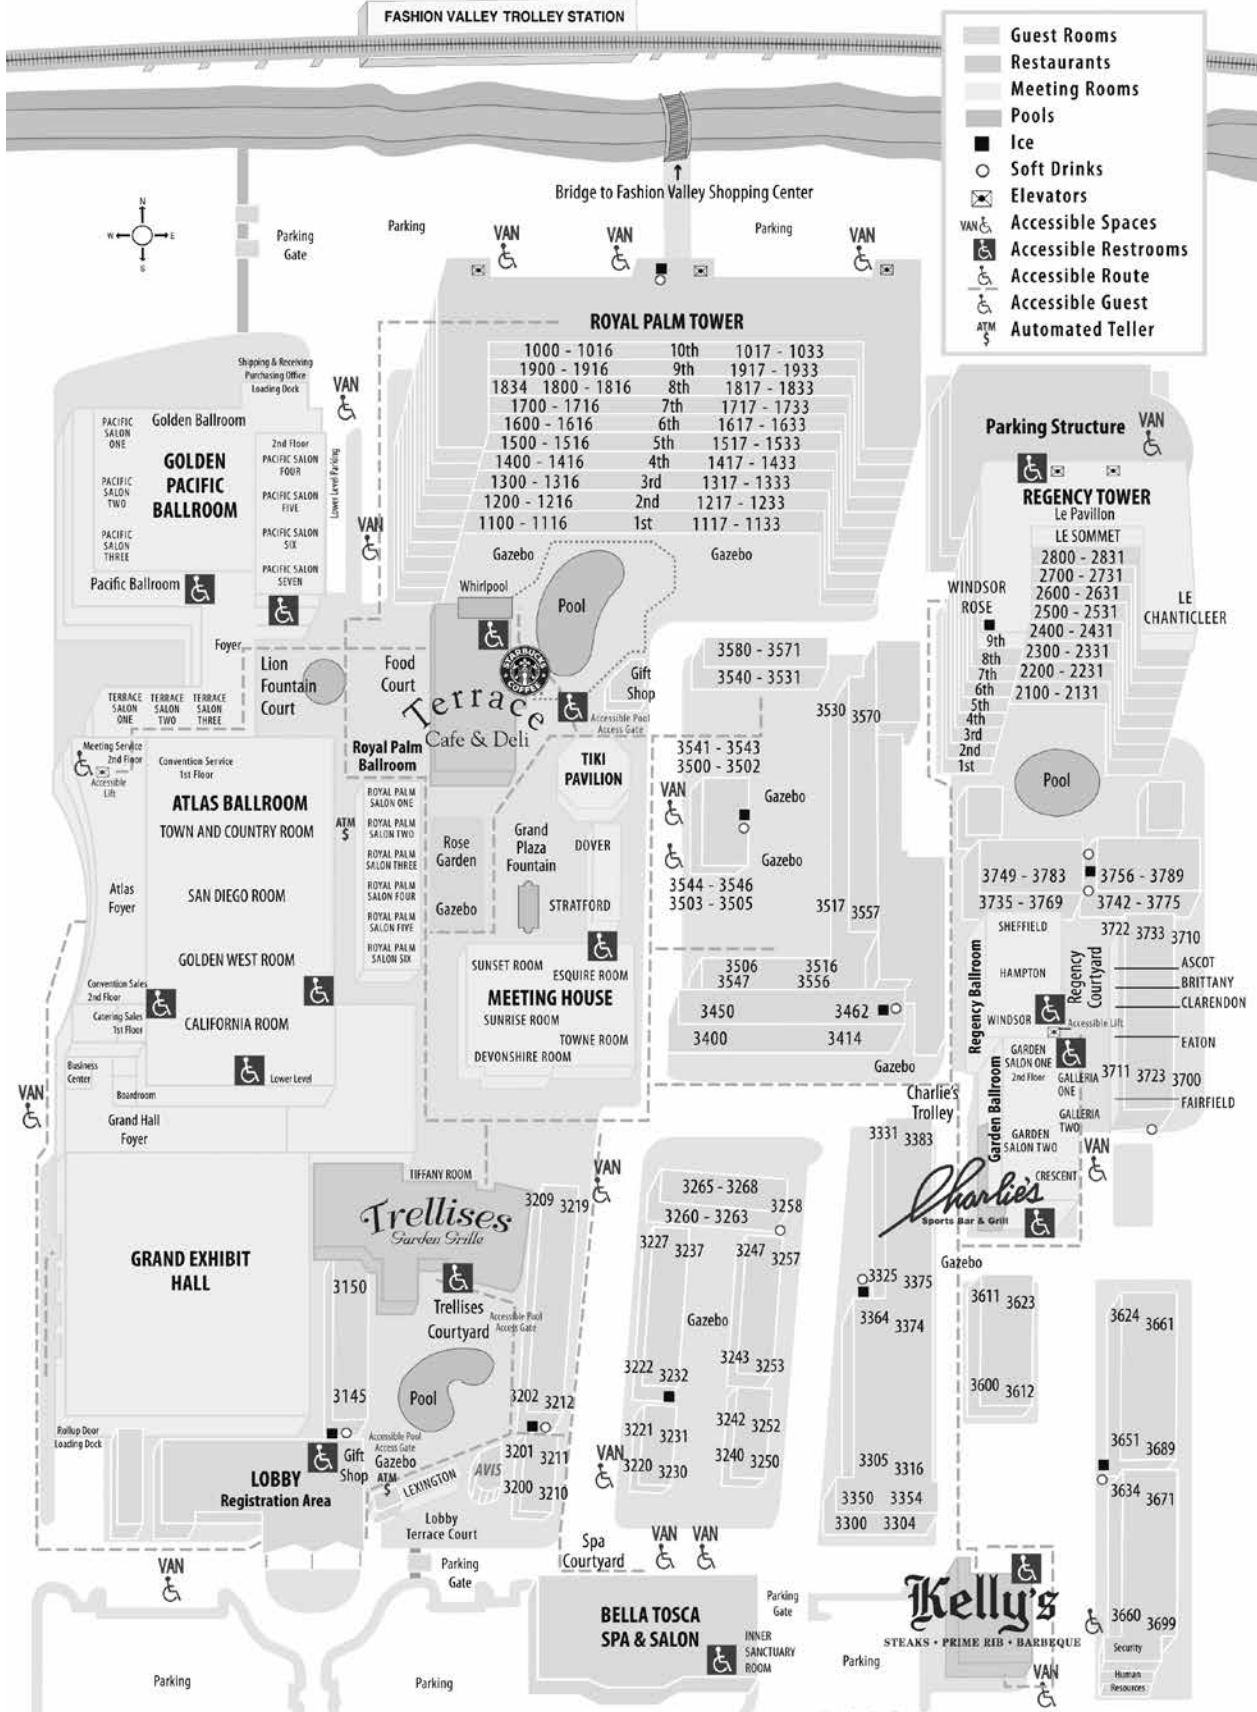 FASHION VALLEY TROLLEY STATION
Guest Rooms
Restaurants
Meeting Rooms
Pools
Ice
Soft Drinks
Elevators
VAN Accessible Spaces
Accessible Restrooms
Accessible Route
Accessible Guest
ATM $ Automated Teller
Bridge to Fashion Valley Shopping Center
N
W E
S
Parking
Gate
Parking
VAN
VAN
Parking
VAN
ROYAL PALM TOWER
1000 - 1016 10th 1017 - 1033
1900 - 1916 9th 1917 - 1933
1834 1800 - 1816 8th 1817 - 1833
1700 - 1716 7th 1717 - 1733
1600 - 1616 6th 1617 - 1633
1500 - 1516 5th 1517 - 1533
1400 - 1416 4th 1417 - 1433
1300 - 1316 3rd 1317 - 1333
1200 - 1216 2nd 1217 - 1233
1100 - 1116 1st 1117 - 1133
Gazebo
Gazebo
Whirlpool
Pool
Shipping & Receiving
Purchasing Office
Loading Dock
VAN
Golden Ballroom
PACIFIC
SALON
ONE
PACIFIC
SALON
TWO
PACIFIC
SALON
THREE
GOLDEN
PACIFIC
BALLROOM
2nd Floor
PACIFIC SALON
FOUR
PACIFIC SALON
FIVE
PACIFIC SALON
SIX
PACIFIC SALON
SEVEN
Lower Level Parking
VAN
Pacific Ballroom
Foyer
Parking Structure
VAN
REGENCY TOWER
Le Pavillon
LE SOMMET
2800 - 2831
2700 - 2731
2600 - 2631
2500 - 2531
2400 - 2431
2300 - 2331
2200 - 2231
2100 - 2131
WINDSOR
ROSE
9th
8th
7th
6th
5th
4th
3rd
2nd
1st
LE
CHANTICLEER
Pool
Lion
Fountain
Court
Food
Court
STARBUCKS
COFFEE
Terrace
Cafe & Deli
Gift
Shop
Accessible Pool
Access Gate
TERRACE
SALON
ONE
TERRACE
SALON
TWO
TERRACE
SALON
THREE
Meeting Service
2nd Floor
Accessible
Lift
Convention Service
1st Floor
ATLAS BALLROOM
TOWN AND COUNTRY ROOM
SAN DIEGO ROOM
GOLDEN WEST ROOM
CALIFORNIA ROOM
Atlas
Foyer
Convention Sales
2nd Floor
Catering Sales
1st Floor
Lower Level
Business
Center
Boardroom
Grand Hall
Foyer
VAN
Royal Palm
Ballroom
ATM
$
ROYAL PALM
SALON ONE
ROYAL PALM
SALON TWO
ROYAL PALM
SALON THREE
ROYAL PALM
SALON FOUR
ROYAL PALM
SALON FIVE
ROYAL PALM
SALON SIX
Rose
Garden
Gazebo
TIKI
PAVILION
Grand
Plaza
Fountain
DOVER
STRATFORD
SUNSET ROOM
ESQUIRE ROOM
MEETING HOUSE
SUNRISE ROOM
TOWNE ROOM
DEVONSHIRE ROOM
3580 - 3571
3540 - 3531
3530 3570
3541 - 3543
3500 - 3502
VAN
Gazebo
Gazebo
3544 - 3546
3503 - 3505
3517 3557
3506 3516
3547 3556
3450 3462
3400 3414
Gazebo
3749 - 3783
3756 - 3789
3735 - 3769
3742 - 3775
SHEFFIELD
HAMPTON
WINDSOR
Regency Ballroom
Regency
Courtyard
3722 3733 3710
ASCOT
BRITTANY
CLARENDON
EATON
FAIRFIELD
Accessible Lift
GARDEN
SALON ONE
2nd Floor
Garden Ballroom
GARDEN
SALON TWO
GALLERIA
ONE
GALLERIA
TWO
3711 3723 3700
CRESCENT
VAN
Charlie's
Trolley
Charlie's
Sports Bar & Grill
Gazebo
3331 3383
3325 3375
3364 3374
3305 3316
3350 3354
3300 3304
3611 3623
3600 3612
3624 3661
3651 3689
3634 3671
3660 3699
Security
Human
Resources
GRAND EXHIBIT
HALL
TIFFANY ROOM
Trellises
Garden Grille
Trellises
Courtyard
Accessible Pool
Access Gate
3150
3145
Pool
3209 3219
VAN
3202 3212
3201 3211
3200 3210
Rollup Door
Loading Dock
LOBBY
Registration Area
Gift
Shop
Accessible Pool
Access Gate
Gazebo
ATM
$
LEXINGTON
AVIS
Lobby
Terrace Court
Parking
Gate
VAN
Parking
Parking
3265 - 3268
3260 - 3263
3258
3227 3237
3247 3257
Gazebo
3222 3232
3243 3253
3221 3231
3242 3252
3220 3230
3240 3250
VAN
Spa
Courtyard
VAN
VAN
BELLA TOSCA
SPA & SALON
INNER
SANCTUARY
ROOM
Parking
Gate
Parking
Kelly's
STEAKS • PRIME RIB • BARBEQUE
VAN